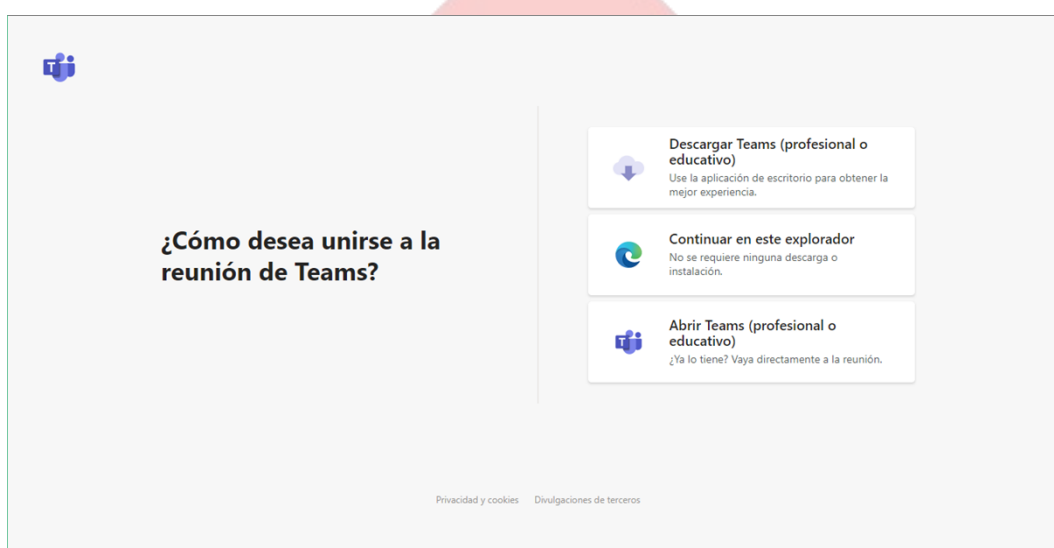 ¿Cómo desea unirse a la
reunión de Teams?
Descargar Teams (profesional o
educativo)
Use la aplicación de escritorio para obtener la
mejor experiencia.
Continuar en este explorador
No se requiere ninguna descarga o
instalación.
Abrir Teams (profesional o
educativo)
¿Ya lo tiene? Vaya directamente a la reunión.
Privacidad y cookies Divulgaciones de terceros